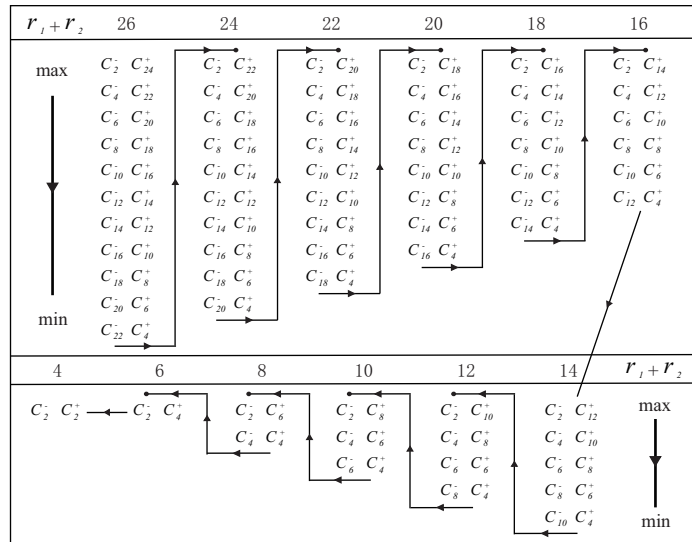 r₁ + r₂ 26 24 22 20 18 16
max
C₂⁻ C₂₄⁺ C₂⁻ C₂₂⁺ C₂⁻ C₂₀⁺ C₂⁻ C₁₈⁺ C₂⁻ C₁₆⁺ C₂⁻ C₁₄⁺
C₄⁻ C₂₂⁺ C₄⁻ C₂₀⁺ C₄⁻ C₁₈⁺ C₄⁻ C₁₆⁺ C₄⁻ C₁₄⁺ C₄⁻ C₁₂⁺
C₆⁻ C₂₀⁺ C₆⁻ C₁₈⁺ C₆⁻ C₁₆⁺ C₆⁻ C₁₄⁺ C₆⁻ C₁₂⁺ C₆⁻ C₁₀⁺
C₈⁻ C₁₈⁺ C₈⁻ C₁₆⁺ C₈⁻ C₁₄⁺ C₈⁻ C₁₂⁺ C₈⁻ C₁₀⁺ C₈⁻ C₈⁺
C₁₀⁻ C₁₆⁺ C₁₀⁻ C₁₄⁺ C₁₀⁻ C₁₂⁺ C₁₀⁻ C₁₀⁺ C₁₀⁻ C₈⁺ C₁₀⁻ C₆⁺
C₁₂⁻ C₁₄⁺ C₁₂⁻ C₁₂⁺ C₁₂⁻ C₁₀⁺ C₁₂⁻ C₈⁺ C₁₂⁻ C₆⁺ C₁₂⁻ C₄⁺
C₁₄⁻ C₁₂⁺ C₁₄⁻ C₁₀⁺ C₁₄⁻ C₈⁺ C₁₄⁻ C₆⁺ C₁₄⁻ C₄⁺
C₁₆⁻ C₁₀⁺ C₁₆⁻ C₈⁺ C₁₆⁻ C₆⁺ C₁₆⁻ C₄⁺
C₁₈⁻ C₈⁺ C₁₈⁻ C₆⁺ C₁₈⁻ C₄⁺
C₂₀⁻ C₆⁺ C₂₀⁻ C₄⁺
min
C₂₂⁻ C₄⁺
4 6 8 10 12 14 r₁ + r₂
C₂⁻ C₂⁺ C₂⁻ C₄⁺ C₂⁻ C₆⁺ C₂⁻ C₈⁺ C₂⁻ C₁₀⁺ C₂⁻ C₁₂⁺ max
C₄⁻ C₄⁺ C₄⁻ C₆⁺ C₄⁻ C₈⁺ C₄⁻ C₁₀⁺
C₆⁻ C₄⁺ C₆⁻ C₆⁺ C₆⁻ C₈⁺
C₈⁻ C₄⁺ C₈⁻ C₆⁺
C₁₀⁻ C₄⁺ min